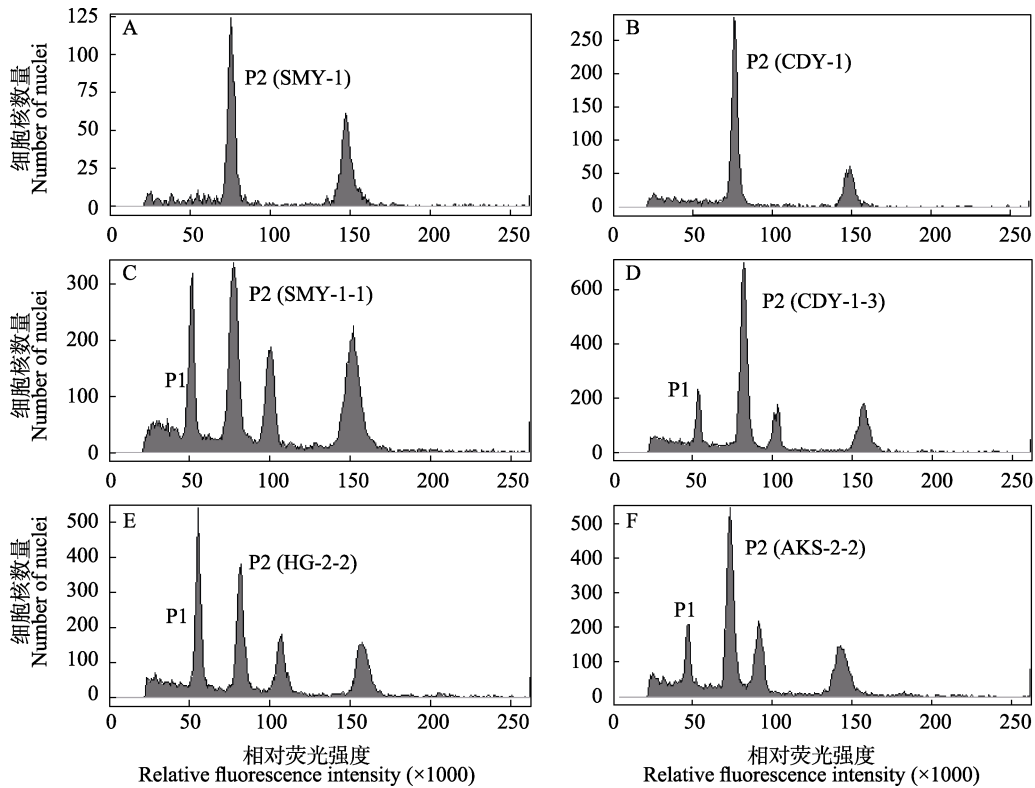 A
P2 (SMY-1)
125
100
75
50
25
0
0
50
100
150
200
250
细胞核数量
Number of nuclei
B
P2 (CDY-1)
250
200
150
100
50
0
0
50
100
150
200
250
C
P1
P2 (SMY-1-1)
300
200
100
0
0
50
100
150
200
250
细胞核数量
Number of nuclei
D
P1
P2 (CDY-1-3)
600
400
200
0
0
50
100
150
200
250
E
P1
P2 (HG-2-2)
500
400
300
200
100
0
0
50
100
150
200
250
细胞核数量
Number of nuclei
相对荧光强度
Relative fluorescence intensity (×1000)
F
P1
P2 (AKS-2-2)
500
400
300
200
100
0
0
50
100
150
200
250
相对荧光强度
Relative fluorescence intensity (×1000)